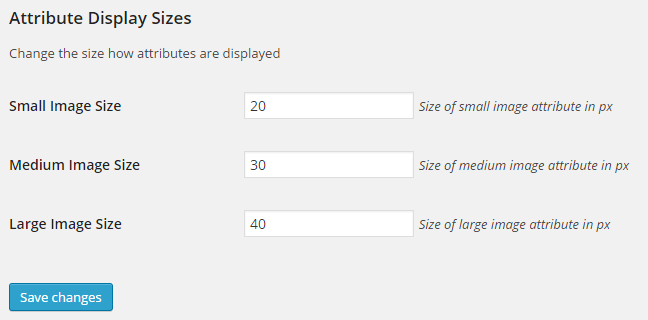 Attribute Display Sizes
Change the size how attributes are displayed
Small Image Size 20 Size of small image attribute in px
Medium Image Size 30 Size of medium image attribute in px
Large Image Size 40 Size of large image attribute in px
Save changes